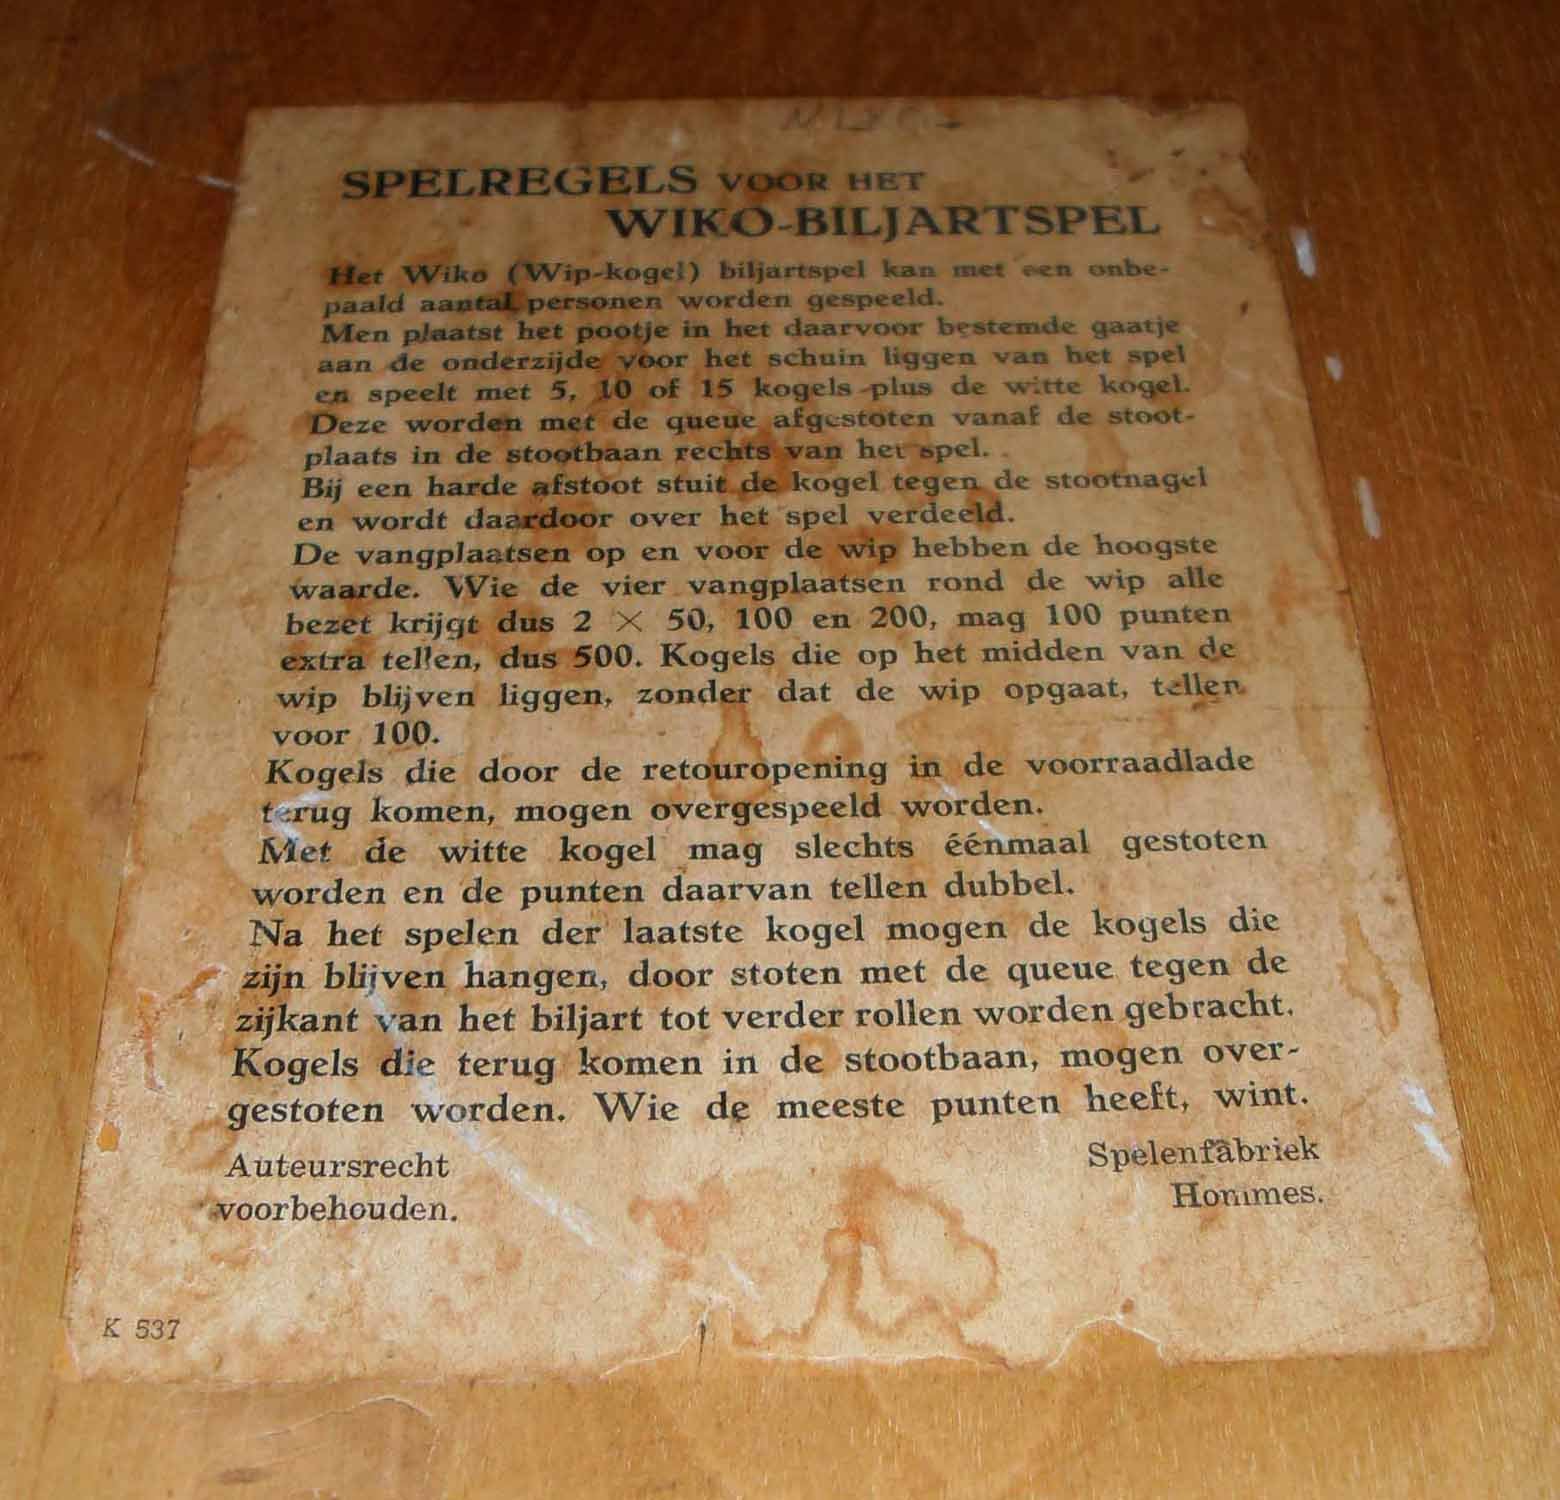 SPELREGELS VOOR HET
WIKO-BILJARTSPEL
Het Wiko (Wip-kogel) biljartspel kan met een onbe-
paald aantal personen worden gespeeld.
Men plaatst het pootje in het daarvoor bestemde gaatje
aan de onderzijde voor het schuin liggen van het spel
en speelt met 5, 10 of 15 kogels plus de witte kogel.
Deze worden met de queue afgestoten vanaf de stoot-
plaats in de stootbaan rechts van het spel.
Bij een harde afstoot stuit de kogel tegen de stootnagel
en wordt daardoor over het spel verdeeld.
De vangplaatsen op en voor de wip hebben de hoogste
waarde. Wie de vier vangplaatsen rond de wip alle
bezet krijgt dus 2 × 50, 100 en 200, mag 100 punten
extra tellen, dus 500. Kogels die op het midden van de
wip blijven liggen, zonder dat de wip opgaat, tellen
voor 100.
Kogels die door de retouropening in de voorraadlade
terug komen, mogen overgespeeld worden.
Met de witte kogel mag slechts éénmaal gestoten
worden en de punten daarvan tellen dubbel.
Na het spelen der laatste kogel mogen de kogels die
zijn blijven hangen, door stoten met de queue tegen de
zijkant van het biljart tot verder rollen worden gebracht.
Kogels die terug komen in de stootbaan, mogen over-
gestoten worden. Wie de meeste punten heeft, wint.
Auteursrecht
voorbehouden.
Spelenfabriek
Hommes.
K 537